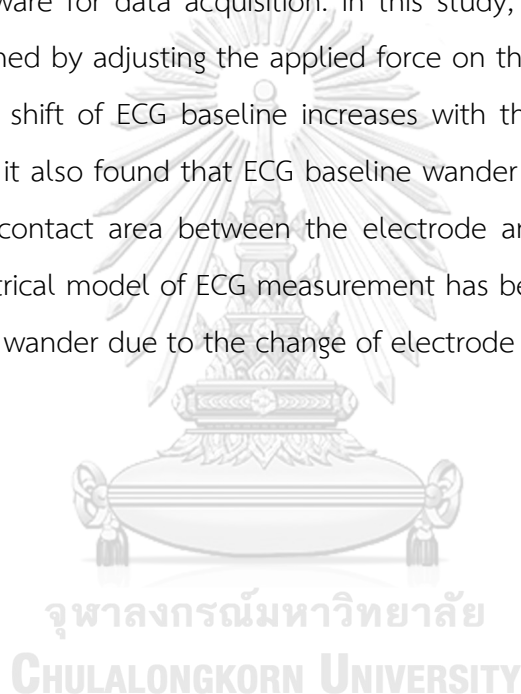 ware for data acquisition. In this study,
ned by adjusting the applied force on th
shift of ECG baseline increases with th
it also found that ECG baseline wander
contact area between the electrode ar
trical model of ECG measurement has be
wander due to the change of electrode
จุฬาลงกรณ์มหาวิทยาลัย
CHULALONGKORN UNIVERSITY